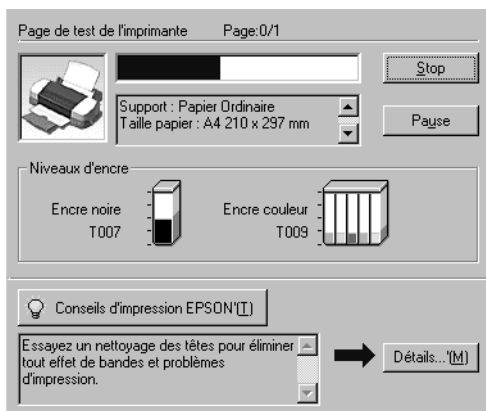 Page de test de l'imprimante Page:0/1
Stop
Support : Papier Ordinaire
Taille papier : A4 210 x 297 mm
Pause
Niveaux d'encre
Encre noire
T007
Encre couleur
T009
Conseils d'impression EPSON'(T)
Essayez un nettoyage des têtes pour éliminer
tout effet de bandes et problèmes
d'impression.
Détails...'(M)